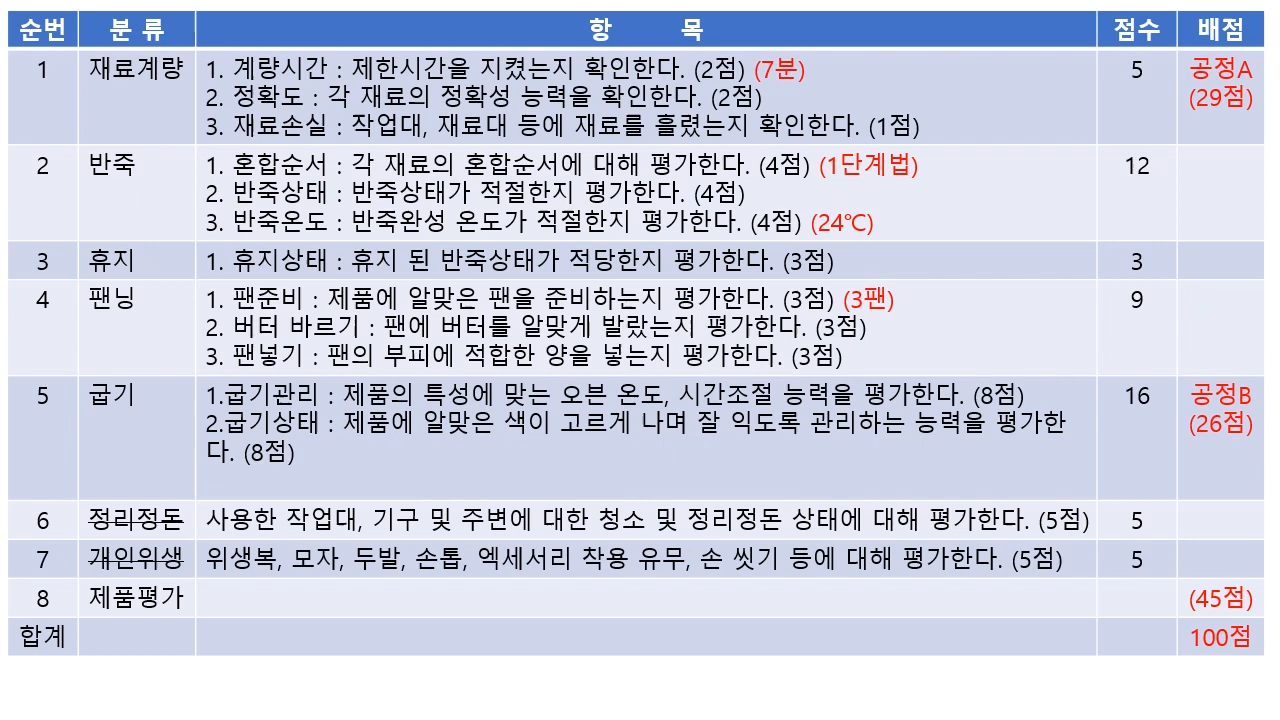 순번 분 류 항 목 점수 배점
1 재료계량 1. 계량시간 : 제한시간을 지켰는지 확인한다. (2점) (7분) 5 공정A
2. 정확도 : 각 재료의 정확성 능력을 확인한다. (2점) (29점)
3. 재료손실 : 작업대, 재료대 등에 재료를 흘렸는지 확인한다. (1점)
2 반죽 1. 혼합순서 : 각 재료의 혼합순서에 대해 평가한다. (4점) (1단계법) 12
2. 반죽상태 : 반죽상태가 적절한지 평가한다. (4점)
3. 반죽온도 : 반죽완성 온도가 적절한지 평가한다. (4점) (24℃)
3 휴지 1. 휴지상태 : 휴지 된 반죽상태가 적당한지 평가한다. (3점) 3
4 팬닝 1. 팬준비 : 제품에 알맞은 팬을 준비하는지 평가한다. (3점) (3팬) 9
2. 버터 바르기 : 팬에 버터를 알맞게 발랐는지 평가한다. (3점)
3. 팬넣기 : 팬의 부피에 적합한 양을 넣는지 평가한다. (3점)
5 굽기 1.굽기관리 : 제품의 특성에 맞는 오븐 온도, 시간조절 능력을 평가한다. (8점) 16 공정B
2.굽기상태 : 제품에 알맞은 색이 고르게 나며 잘 익도록 관리하는 능력을 평가한 (26점)
다. (8점)
6 정리정돈 사용한 작업대, 기구 및 주변에 대한 청소 및 정리정돈 상태에 대해 평가한다. (5점) 5
7 개인위생 위생복, 모자, 두발, 손톱, 엑세서리 착용 유무, 손 씻기 등에 대해 평가한다. (5점) 5
8 제품평가 (45점)
합계 100점